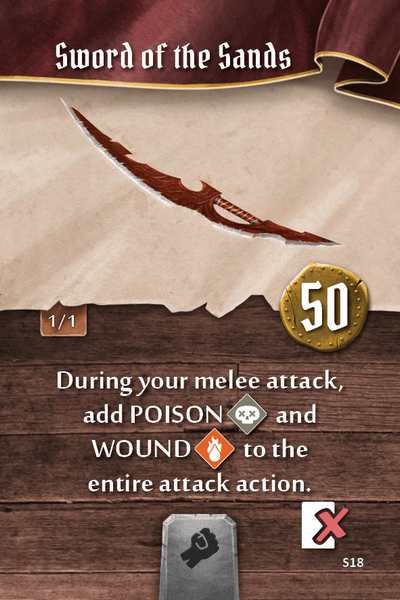 Sword of the Sands
50
1/1
During your melee attack,
add POISON and
WOUND to the
entire attack action.
S18